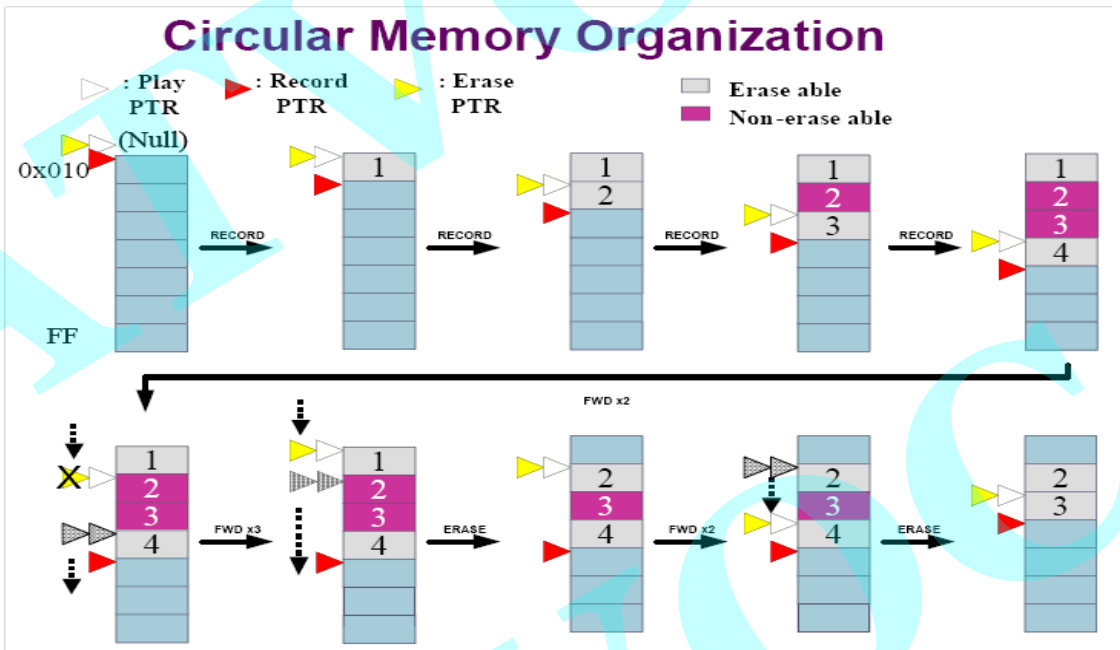 Circular Memory Organization
: Play PTR (Null)
: Record PTR
: Erase PTR
Erase able
Non-erase able
0x010
FF
RECORD
1
RECORD
1
2
RECORD
1
2
3
RECORD
1
2
3
4
FWD x2
X
1
2
3
4
FWD x3
1
2
3
4
ERASE
2
3
4
FWD x2
2
3
4
ERASE
2
3